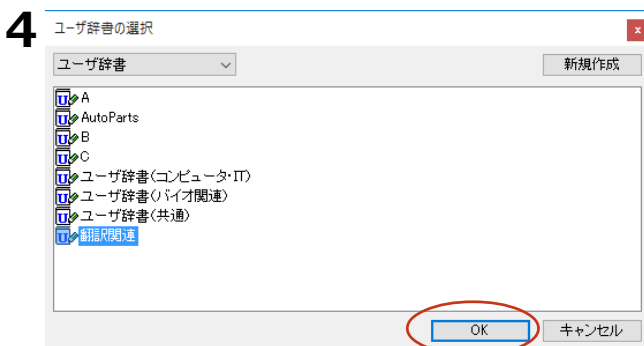 4
ユーザ辞書の選択
x
ユーザ辞書
新規作成
A
AutoParts
B
C
ユーザ辞書(コンピュータ・IT)
ユーザ辞書(バイオ関連)
ユーザ辞書(共通)
翻訳関連
OK
キャンセル